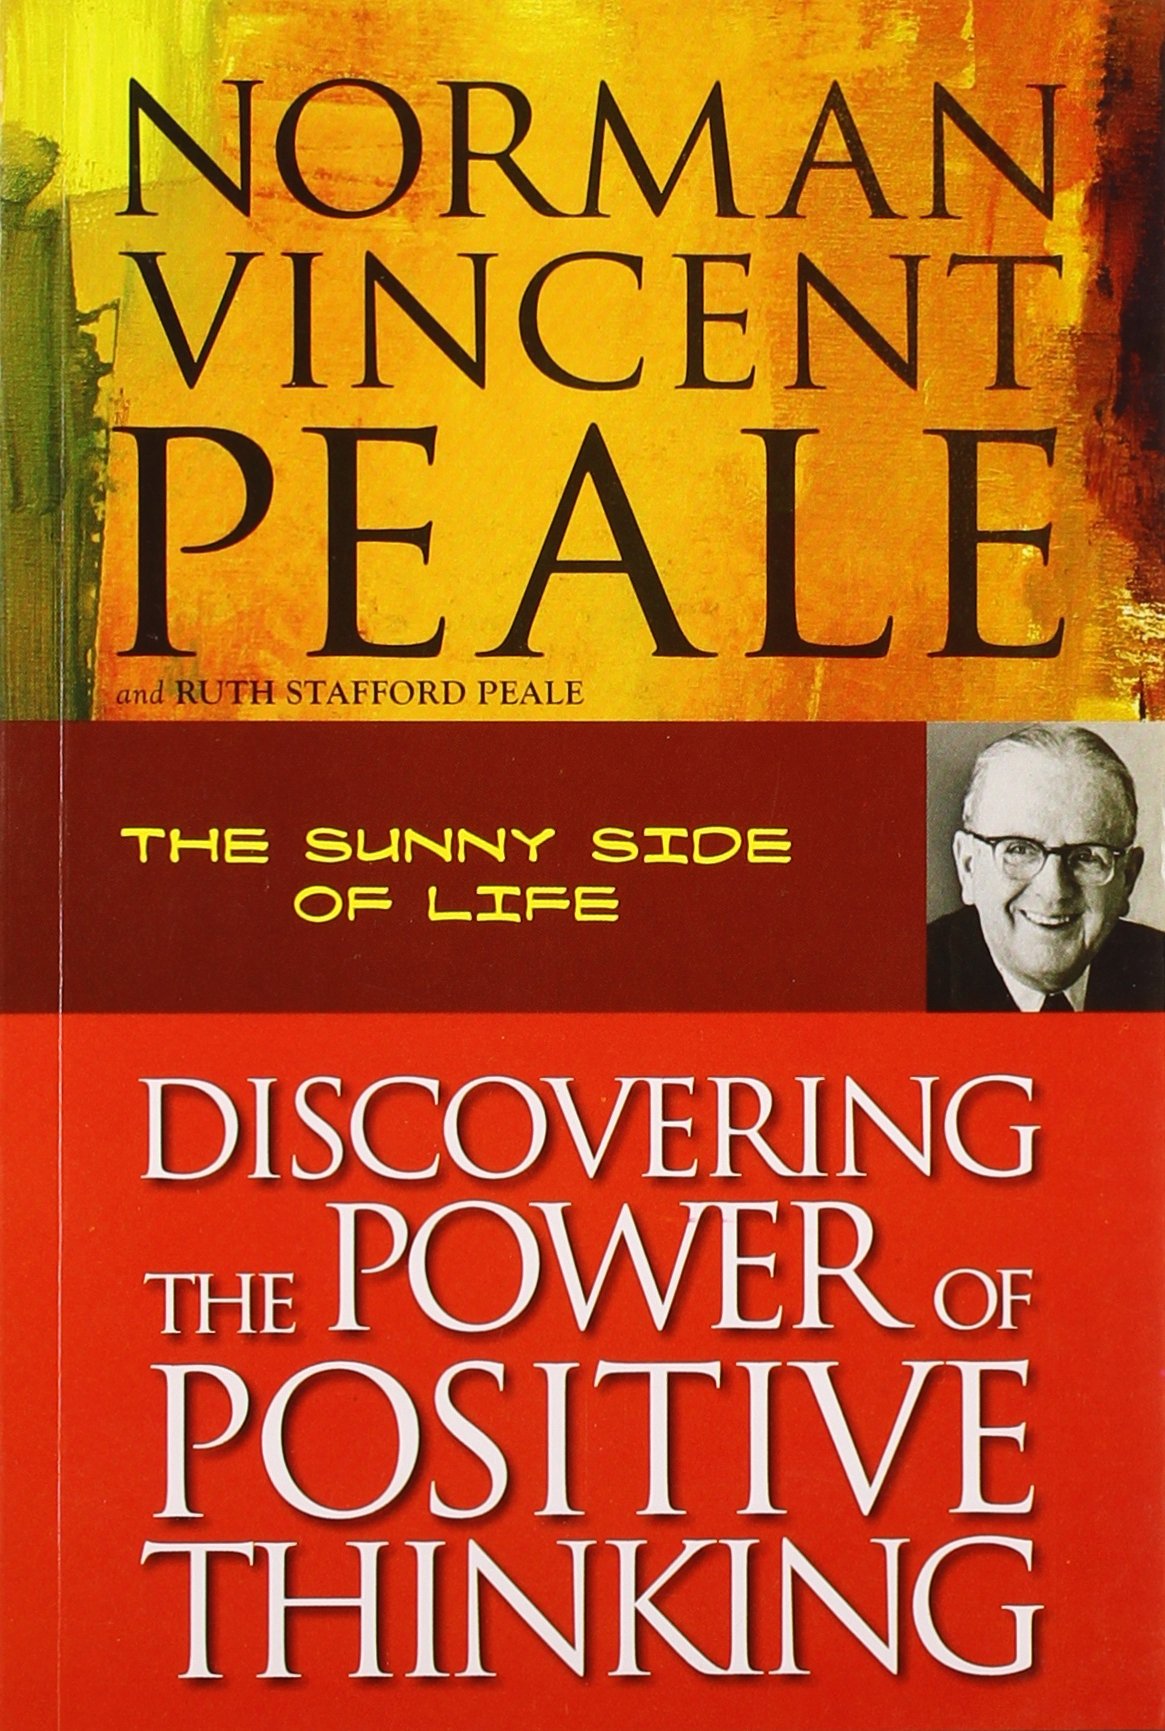 NORMAN
VINCENT
PEALE
and RUTH STAFFORD PEALE
THE SUNNY SIDE
OF LIFE
DISCOVERING
THE POWER OF
POSITIVE
THINKING